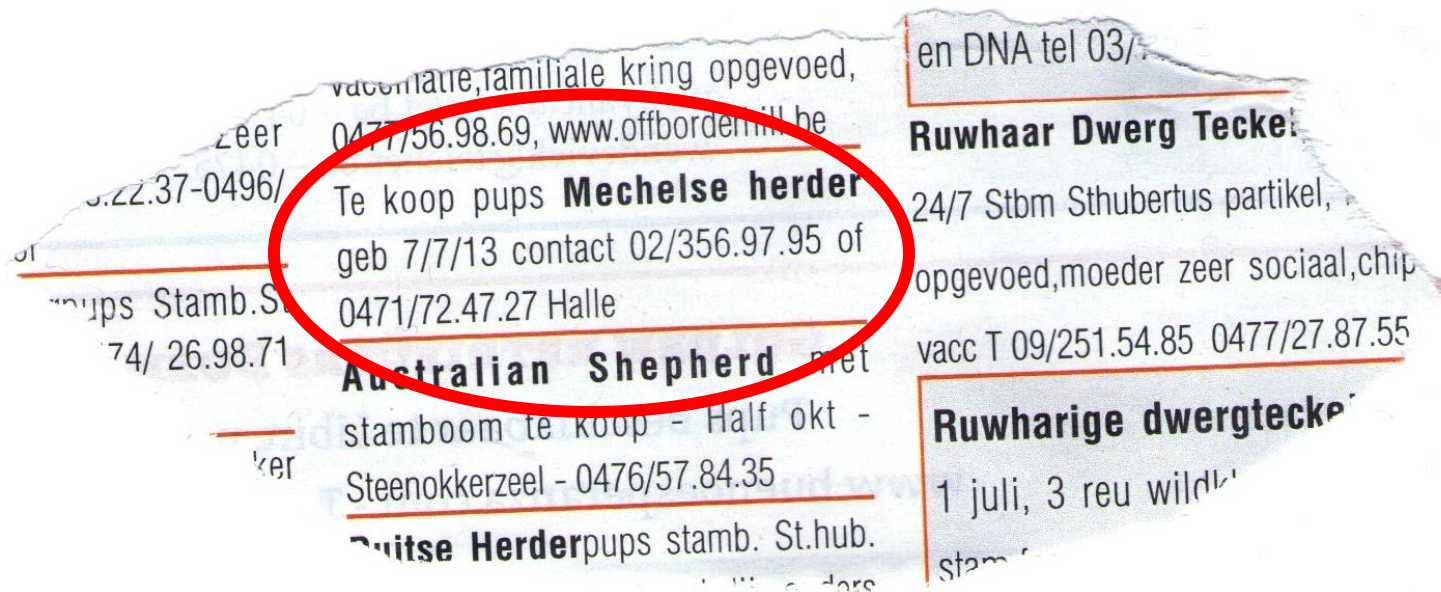 zeer
.22.37-0496/
pups Stamb.St
74/ 26.98.71
familiale kring opgevoed,
0477/56.98.69, www.offborderhill.be
Te koop pups Mechelse herder
geb 7/7/13 contact 02/356.97.95 of
0471/72.47.27 Halle
Australian Shepherd met
stamboom te koop - Half okt -
Steenokkerzeel - 0476/57.84.35
Duitse Herderpups stamb. St.hub.
en DNA tel 03/
Ruwhaar Dwerg Teckel
24/7 Stbm Sthubertus partikel,
opgevoed,moeder zeer sociaal,chip
vacc T 09/251.54.85 0477/27.87.55
Ruwharige dwergteckel
1 juli, 3 reu